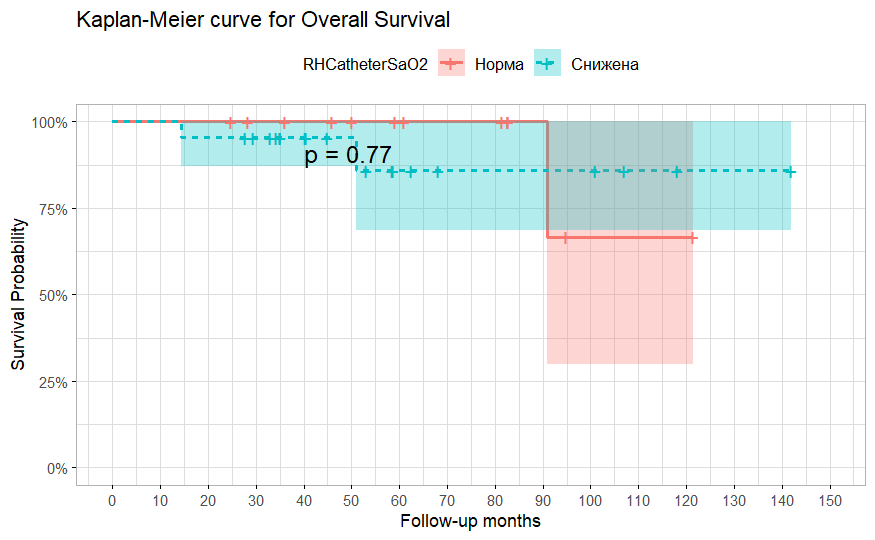 Kaplan-Meier curve for Overall Survival
RHCatheterSaO2 Норма Снижена
100%
75%
50%
25%
0%
Survival Probability
p = 0.77
0 10 20 30 40 50 60 70 80 90 100 110 120 130 140 150
Follow-up months